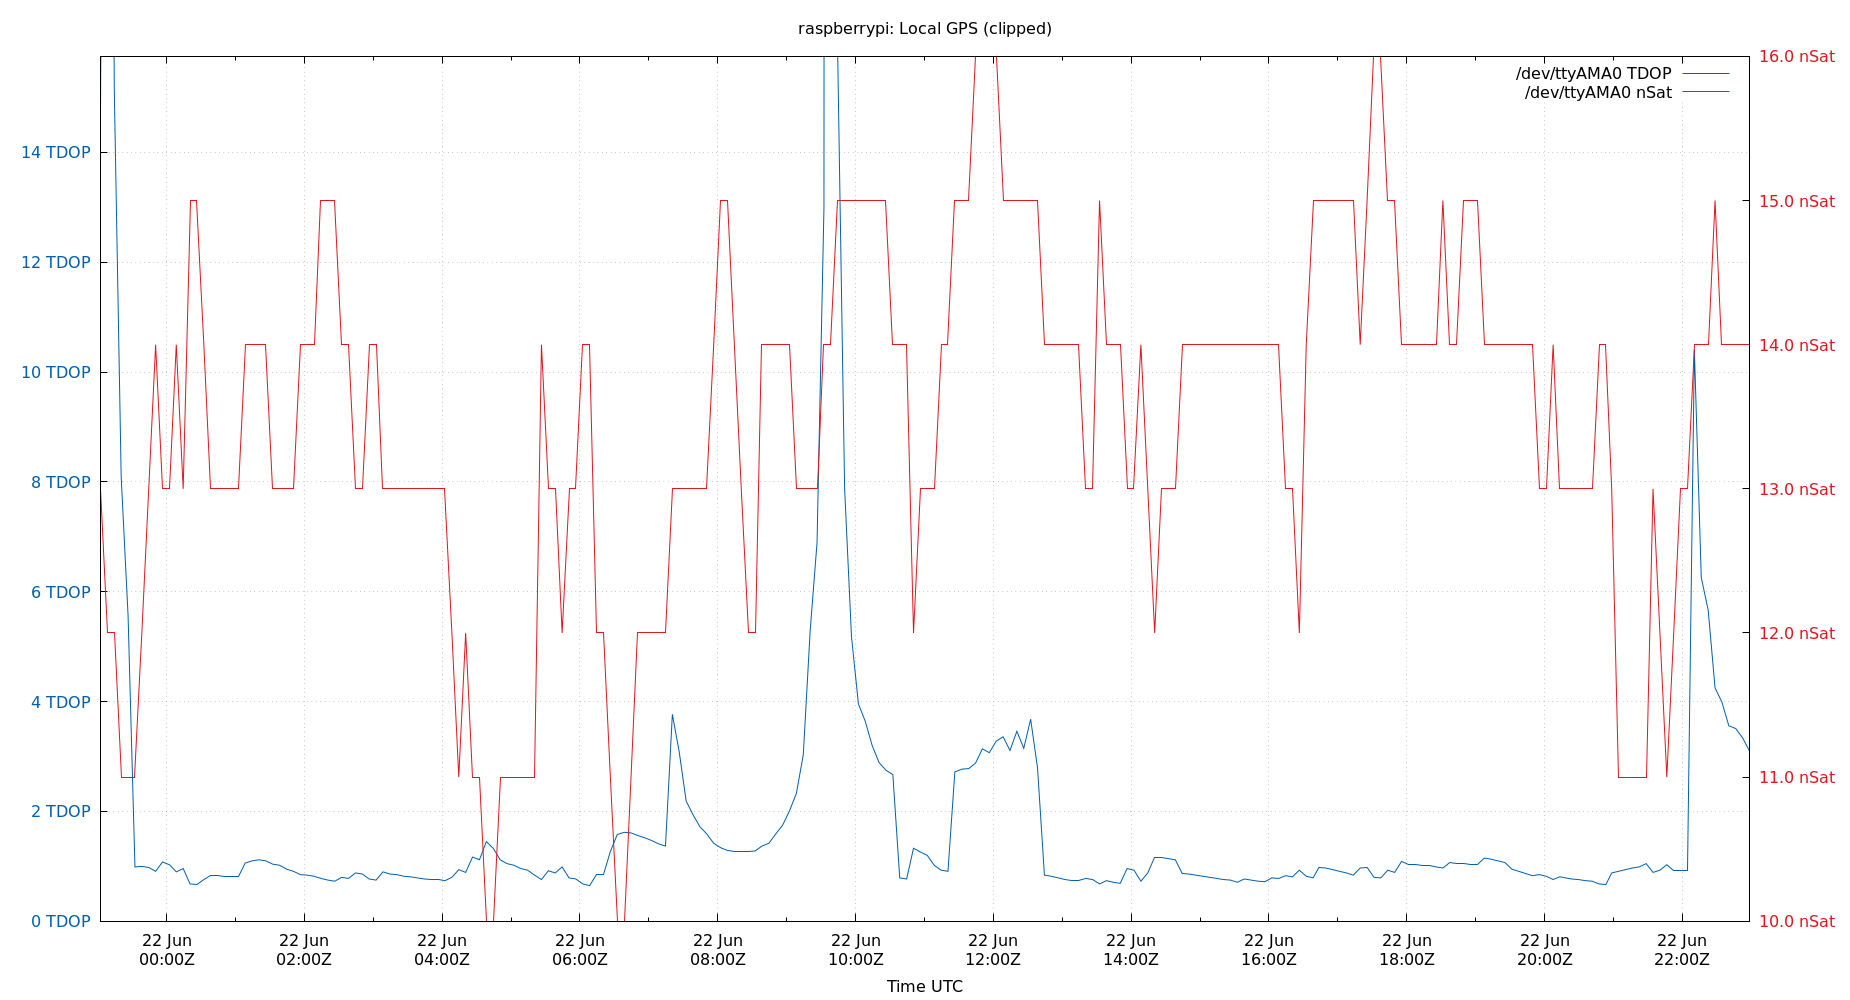 raspberrypi: Local GPS (clipped)
/dev/ttyAMA0 TDOP
/dev/ttyAMA0 nSat
14 TDOP
12 TDOP
10 TDOP
8 TDOP
6 TDOP
4 TDOP
2 TDOP
0 TDOP
16.0 nSat
15.0 nSat
14.0 nSat
13.0 nSat
12.0 nSat
11.0 nSat
10.0 nSat
22 Jun
00:00Z
22 Jun
02:00Z
22 Jun
04:00Z
22 Jun
06:00Z
22 Jun
08:00Z
22 Jun
10:00Z
22 Jun
12:00Z
22 Jun
14:00Z
22 Jun
16:00Z
22 Jun
18:00Z
22 Jun
20:00Z
22 Jun
22:00Z
Time UTC